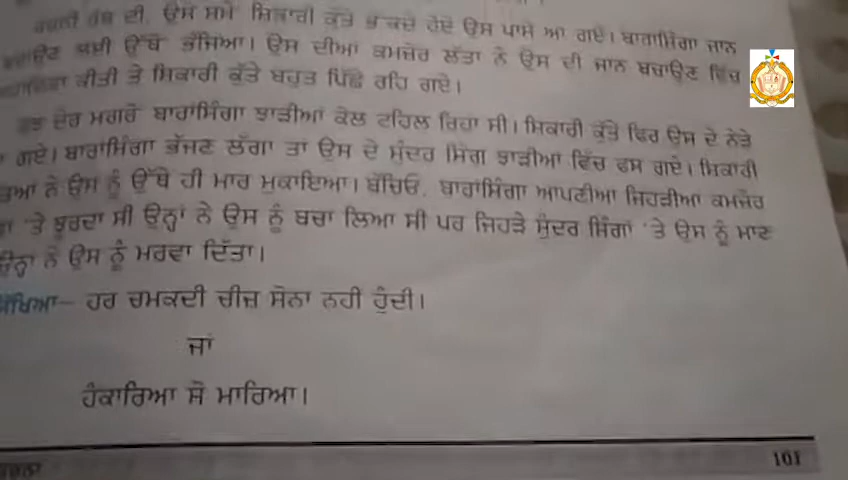 ਉਸ ਸਮੇਂ ਸ਼ਿਕਾਰੀ ਕੁੱਤੇ ਭੌਂਕਦੇ ਹੋਏ ਉਸ ਪਾਸੇ ਆ ਗਏ। ਬਾਰਾਂਸਿੰਗਾ ਜਾਨ
ਬਚਾਉਣ ਲਈ ਉੱਥੋਂ ਭੱਜਿਆ। ਉਸ ਦੀਆਂ ਕਮਜ਼ੋਰ ਲੱਤਾਂ ਨੇ ਉਸ ਦੀ ਜਾਨ ਬਚਾਉਣ ਵਿੱਚ
ਕੀਤੀ ਤੇ ਸ਼ਿਕਾਰੀ ਕੁੱਤੇ ਬਹੁਤ ਪਿੱਛੇ ਰਹਿ ਗਏ।
ਦੇਰ ਮਗਰੋਂ ਬਾਰਾਂਸਿੰਗਾ ਝਾੜੀਆਂ ਕੋਲ ਟਹਿਲ ਰਿਹਾ ਸੀ। ਸ਼ਿਕਾਰੀ ਕੁੱਤੇ ਫਿਰ ਉਸ ਦੇ ਨੇੜੇ
ਗਏ। ਬਾਰਾਂਸਿੰਗਾ ਭੱਜਣ ਲੱਗਾ ਤਾਂ ਉਸ ਦੇ ਸੁੰਦਰ ਸਿੰਗ ਝਾੜੀਆਂ ਵਿੱਚ ਫਸ ਗਏ। ਸ਼ਿਕਾਰੀ
ਨੇ ਉਸ ਨੂੰ ਉੱਥੇ ਹੀ ਮਾਰ ਮੁਕਾਇਆ। ਬੱਚਿਓ, ਬਾਰਾਂਸਿੰਗਾ ਆਪਣੀਆਂ ਜਿਹੜੀਆਂ ਕਮਜ਼ੋਰ
'ਤੇ ਝੂਰਦਾ ਸੀ ਉਨ੍ਹਾਂ ਨੇ ਉਸ ਨੂੰ ਬਚਾ ਲਿਆ ਸੀ ਪਰ ਜਿਹੜੇ ਸੁੰਦਰ ਸਿੰਗਾਂ 'ਤੇ ਉਸ ਨੂੰ ਮਾਣ
ਨੇ ਉਸ ਨੂੰ ਮਰਵਾ ਦਿੱਤਾ।
ਸਿੱਖਿਆ– ਹਰ ਚਮਕਦੀ ਚੀਜ਼ ਸੋਨਾ ਨਹੀਂ ਹੁੰਦੀ।
ਜਾਂ
ਹੰਕਾਰਿਆ ਸੋ ਮਾਰਿਆ।
101